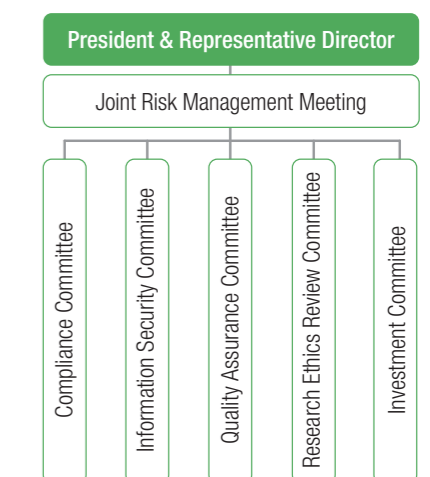 President & Representative Director
Joint Risk Management Meeting
Compliance Committee
Information Security Committee
Quality Assurance Committee
Research Ethics Review Committee
Investment Committee